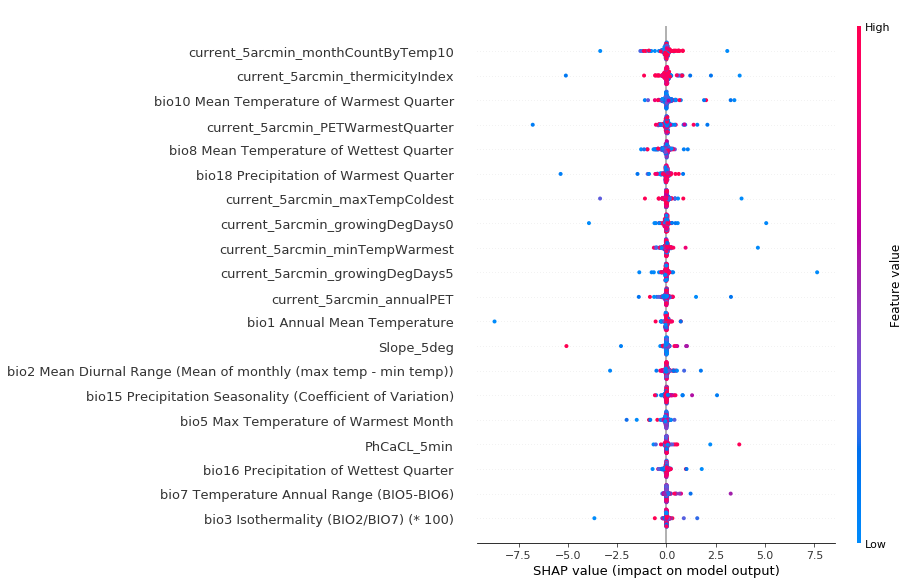 High
current_5arcmin_monthCountByTemp10
current_5arcmin_thermicityIndex
bio10 Mean Temperature of Warmest Quarter
current_5arcmin_PETWarmestQuarter
bio8 Mean Temperature of Wettest Quarter
bio18 Precipitation of Warmest Quarter
current_5arcmin_maxTempColdest
current_5arcmin_growingDegDays0
current_5arcmin_minTempWarmest
current_5arcmin_growingDegDays5
current_5arcmin_annualPET
bio1 Annual Mean Temperature
Slope_5deg
bio2 Mean Diurnal Range (Mean of monthly (max temp - min temp))
bio15 Precipitation Seasonality (Coefficient of Variation)
bio5 Max Temperature of Warmest Month
PhCaCL_5min
bio16 Precipitation of Wettest Quarter
bio7 Temperature Annual Range (BIO5-BIO6)
bio3 Isothermality (BIO2/BIO7) (* 100)
Feature value
Low
−7.5 −5.0 −2.5 0.0 2.5 5.0 7.5
SHAP value (impact on model output)